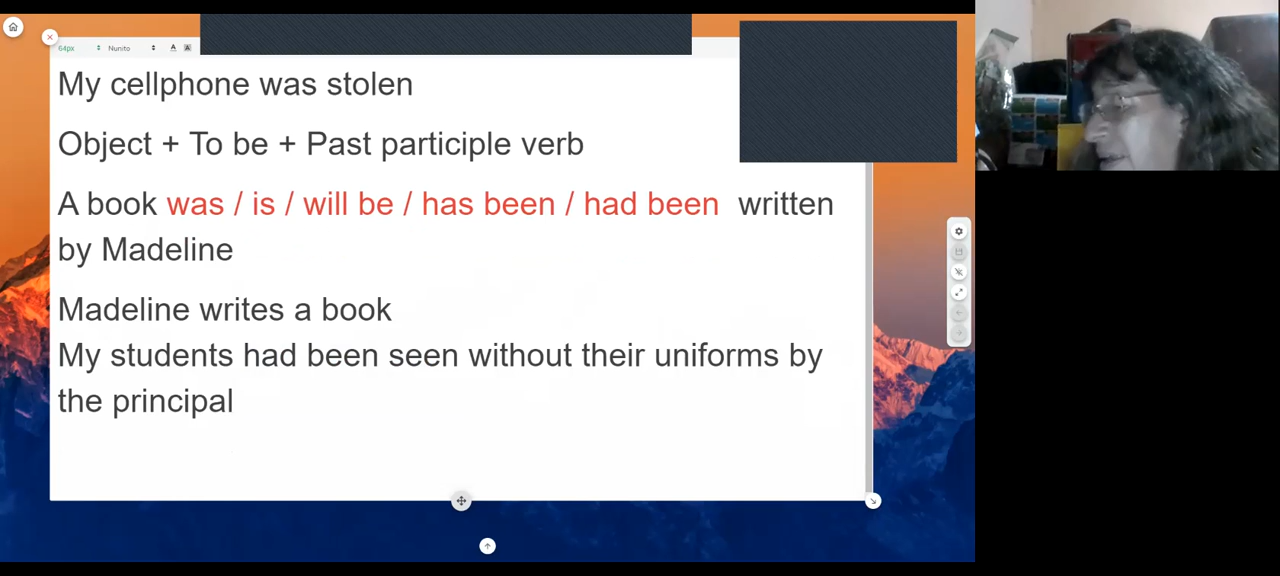 64px Nunito A A
My cellphone was stolen
Object + To be + Past participle verb
A book was / is / will be / has been / had been written
by Madeline
Madeline writes a book
My students had been seen without their uniforms by
the principal